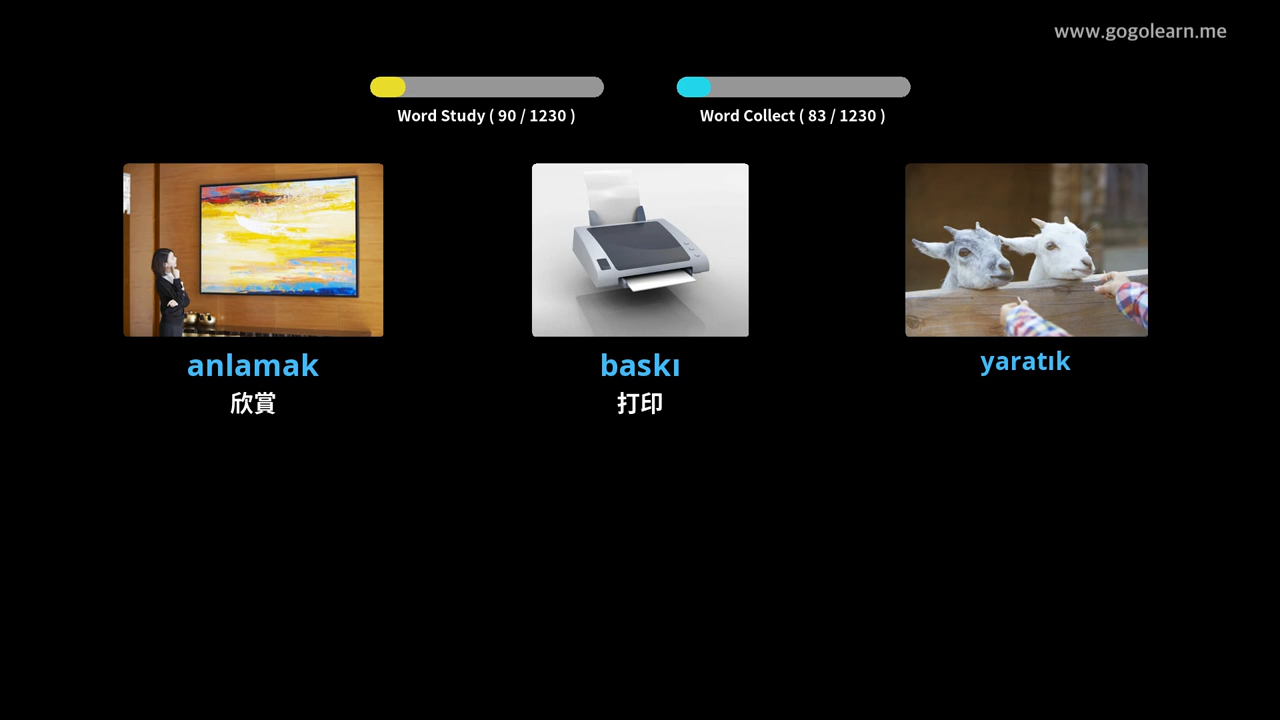 www.gogolearn.me
Word Study ( 90 / 1230 )
Word Collect ( 83 / 1230 )
anlamak
欣賞
baskı
打印
yaratık